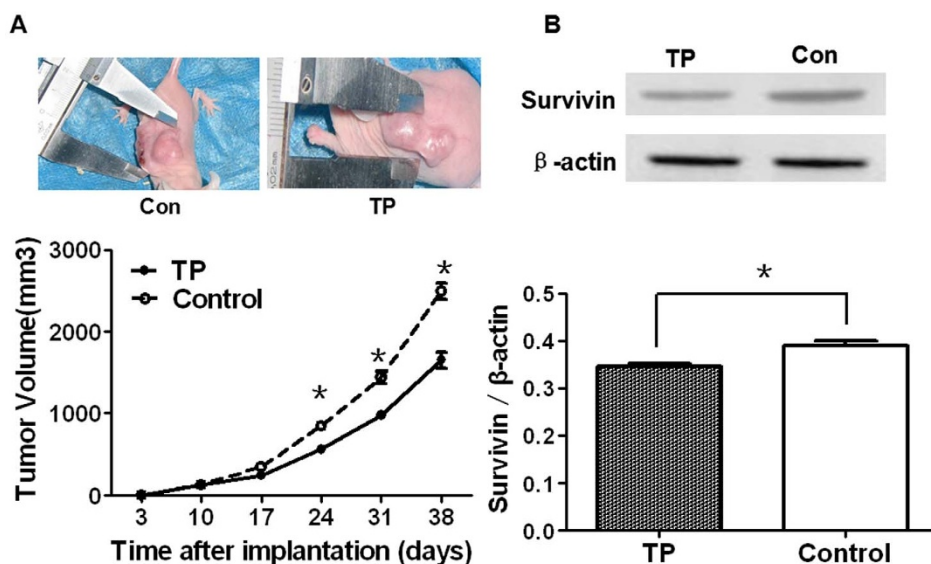 A
B
Con
TP
TP
Con
Survivin
β-actin
3000
2000
1000
0
Tumor Volume(mm3)
TP
Control
*
*
*
3
10
17
24
31
38
Time after implantation (days)
0.5
0.4
0.3
0.2
0.1
0.0
Survivin / β-actin
*
TP
Control